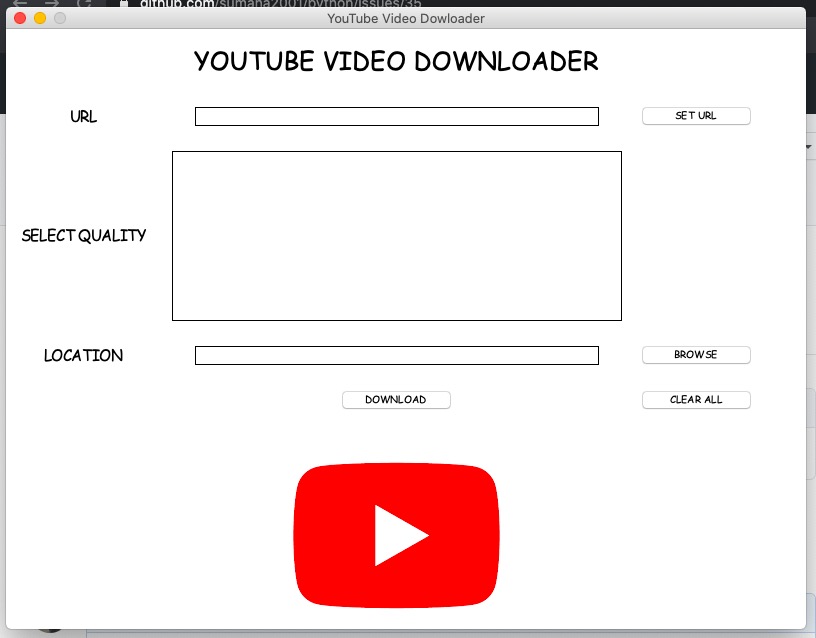 github.com/sumana2001/python/issues/35
YouTube Video Dowloader
YOUTUBE VIDEO DOWNLOADER
URL
SET URL
SELECT QUALITY
LOCATION
BROWSE
DOWNLOAD
CLEAR ALL